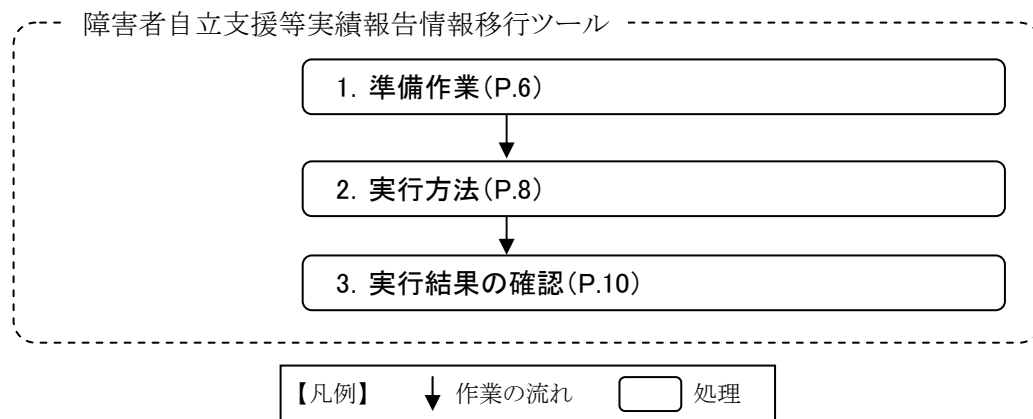 障害者自立支援等実績報告情報移行ツール
1. 準備作業(P.6)
2. 実行方法(P.8)
3. 実行結果の確認(P.10)
【凡例】 作業の流れ 処理